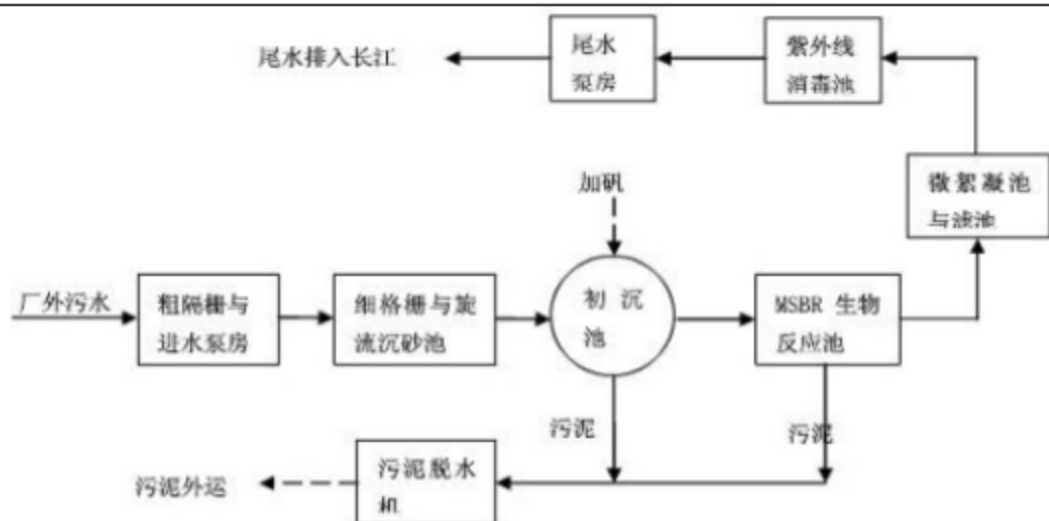 尾水排入长江
尾水
泵房
紫外线
消毒池
微絮凝池
与滤池
加矾
厂外污水
粗隔栅与
进水泵房
细格栅与旋
流沉砂池
初沉
池
MSBR 生物
反应池
污泥
污泥
污泥脱水
机
污泥外运